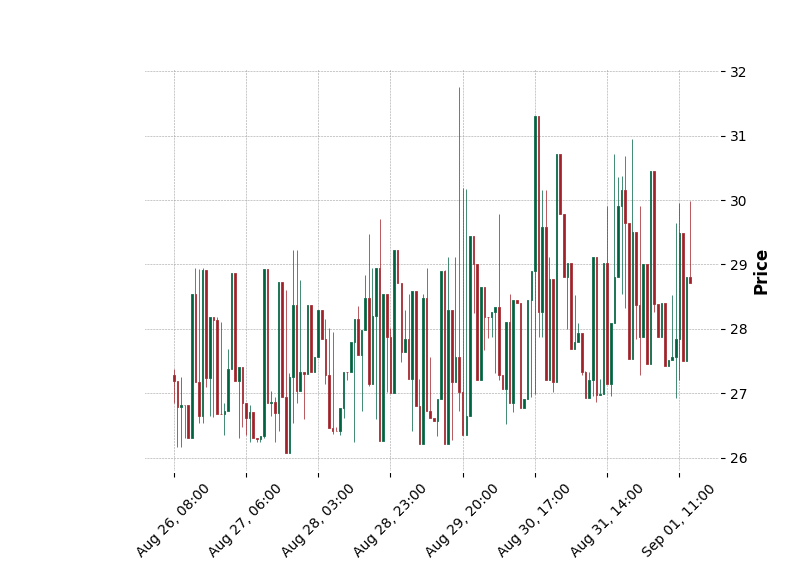 32
31
30
29
28
27
26
Price
Aug 26, 08:00
Aug 27, 06:00
Aug 28, 03:00
Aug 28, 23:00
Aug 29, 20:00
Aug 30, 17:00
Aug 31, 14:00
Sep 01, 11:00